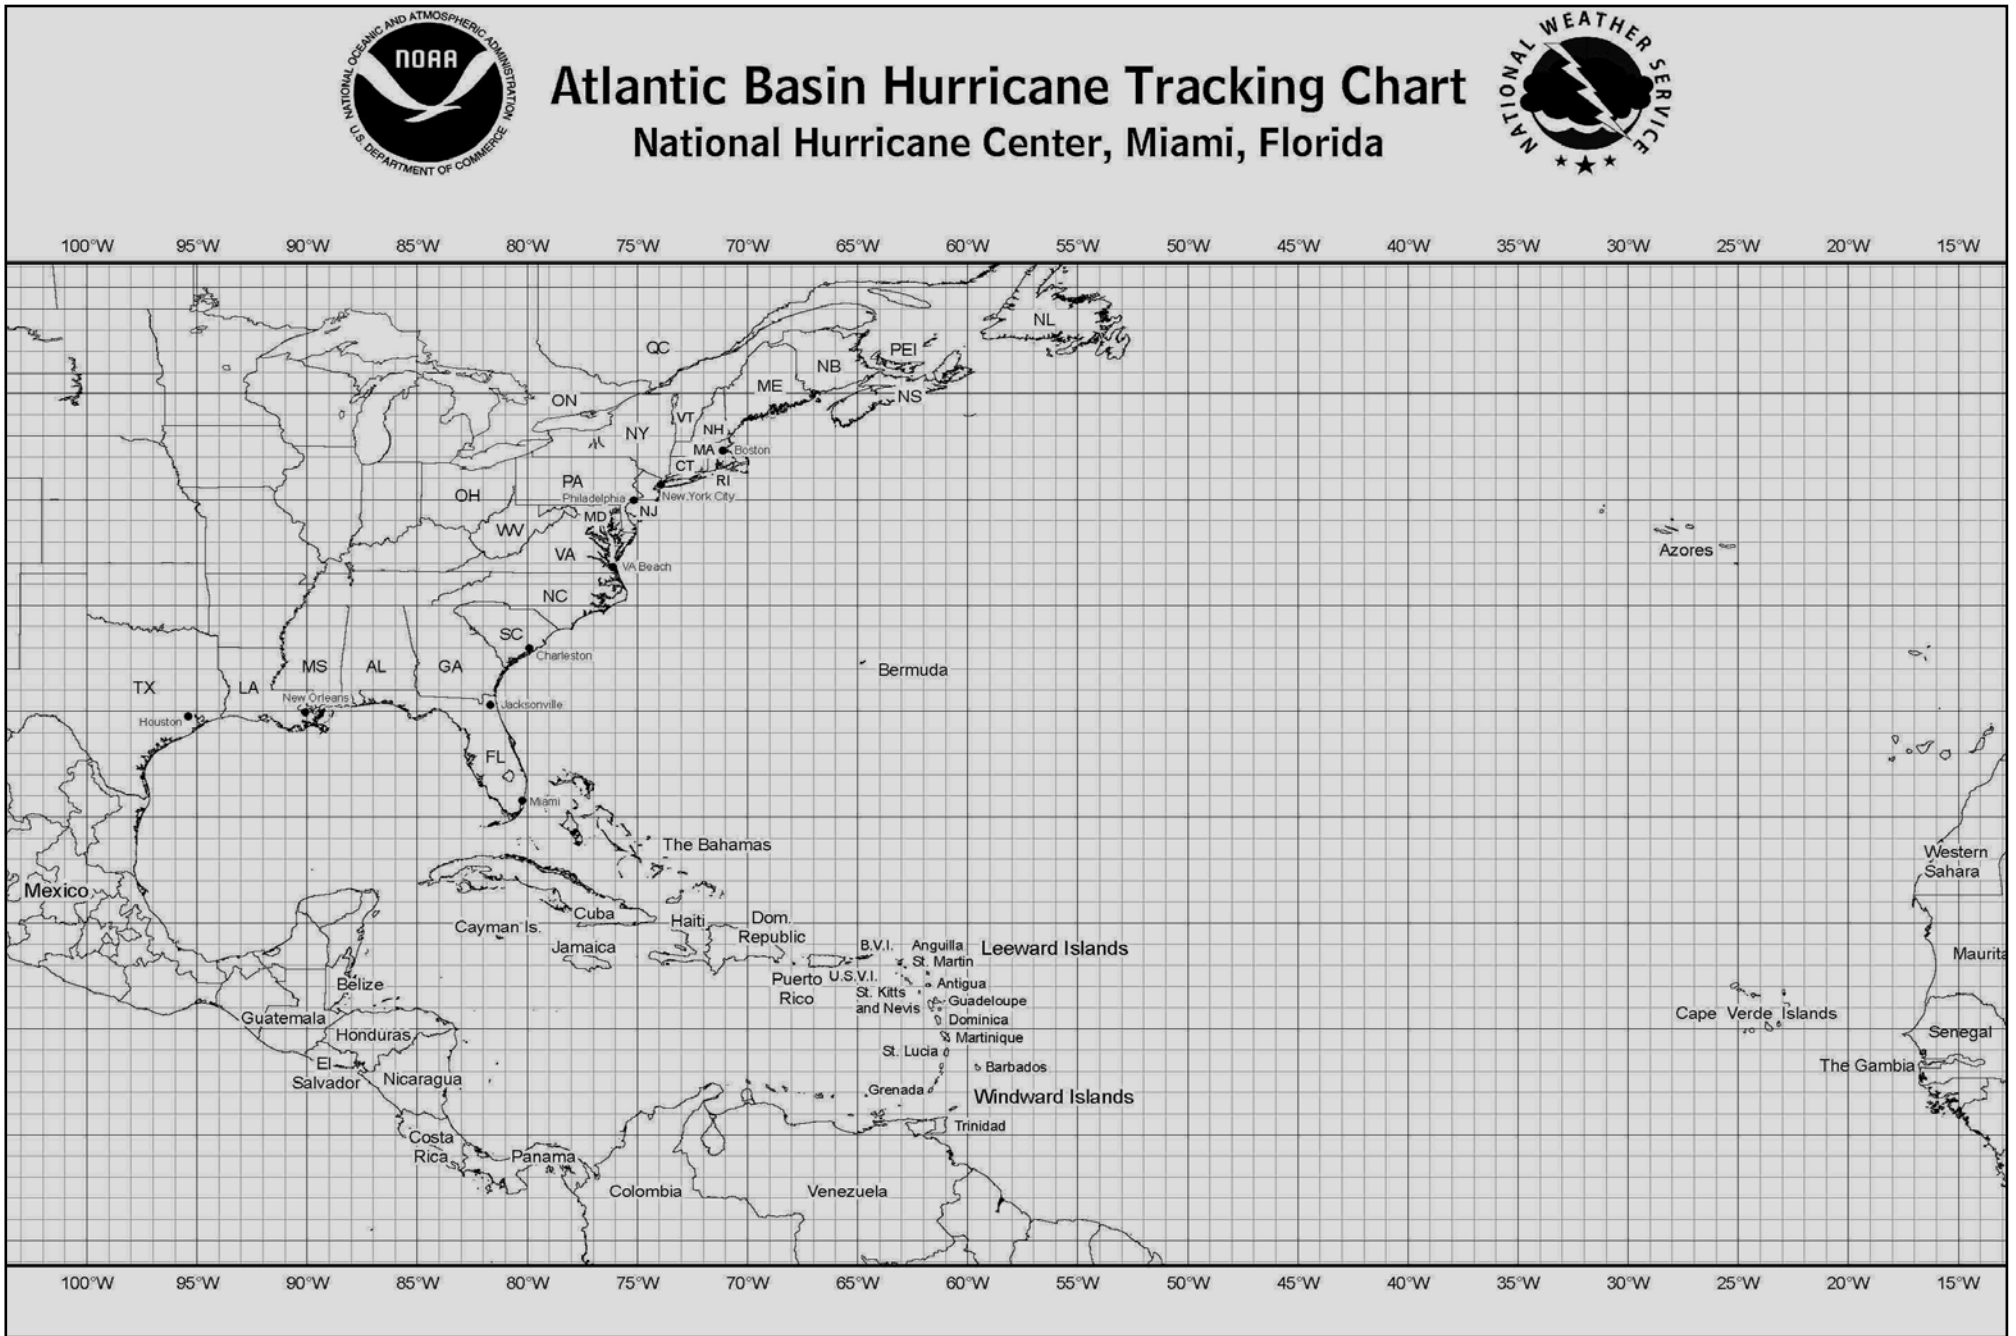 NATIONAL OCEANIC AND ATMOSPHERIC ADMINISTRATION
NOAA
U.S. DEPARTMENT OF COMMERCE
Atlantic Basin Hurricane Tracking Chart
National Hurricane Center, Miami, Florida
NATIONAL WEATHER SERVICE
100°W 95°W 90°W 85°W 80°W 75°W 70°W 65°W 60°W 55°W 50°W 45°W 40°W 35°W 30°W 25°W 20°W 15°W
NL
QC
PEI
NB
ME
NS
ON
VT
NH
NY
MA
Boston
CT
RI
PA
OH
New York City
Philadelphia
NJ
MD
WV
VA
Azores
VA Beach
NC
SC
Charleston
MS
AL
GA
Bermuda
TX
LA
New Orleans
Jacksonville
Houston
FL
Miami
The Bahamas
Western
Sahara
Mexico
Cuba
Haiti
Dom.
Republic
Cayman Is.
Jamaica
B.V.I.
Anguilla
Leeward Islands
St. Martin
Maurita
Puerto
Rico
U.S.V.I.
Belize
Antigua
St. Kitts
and Nevis
Guadeloupe
Cape Verde Islands
Guatemala
Dominica
Honduras
Martinique
Senegal
St. Lucia
El
Salvador
Barbados
The Gambia
Nicaragua
Grenada
Windward Islands
Trinidad
Costa
Rica
Panama
Colombia
Venezuela
100°W 95°W 90°W 85°W 80°W 75°W 70°W 65°W 60°W 55°W 50°W 45°W 40°W 35°W 30°W 25°W 20°W 15°W